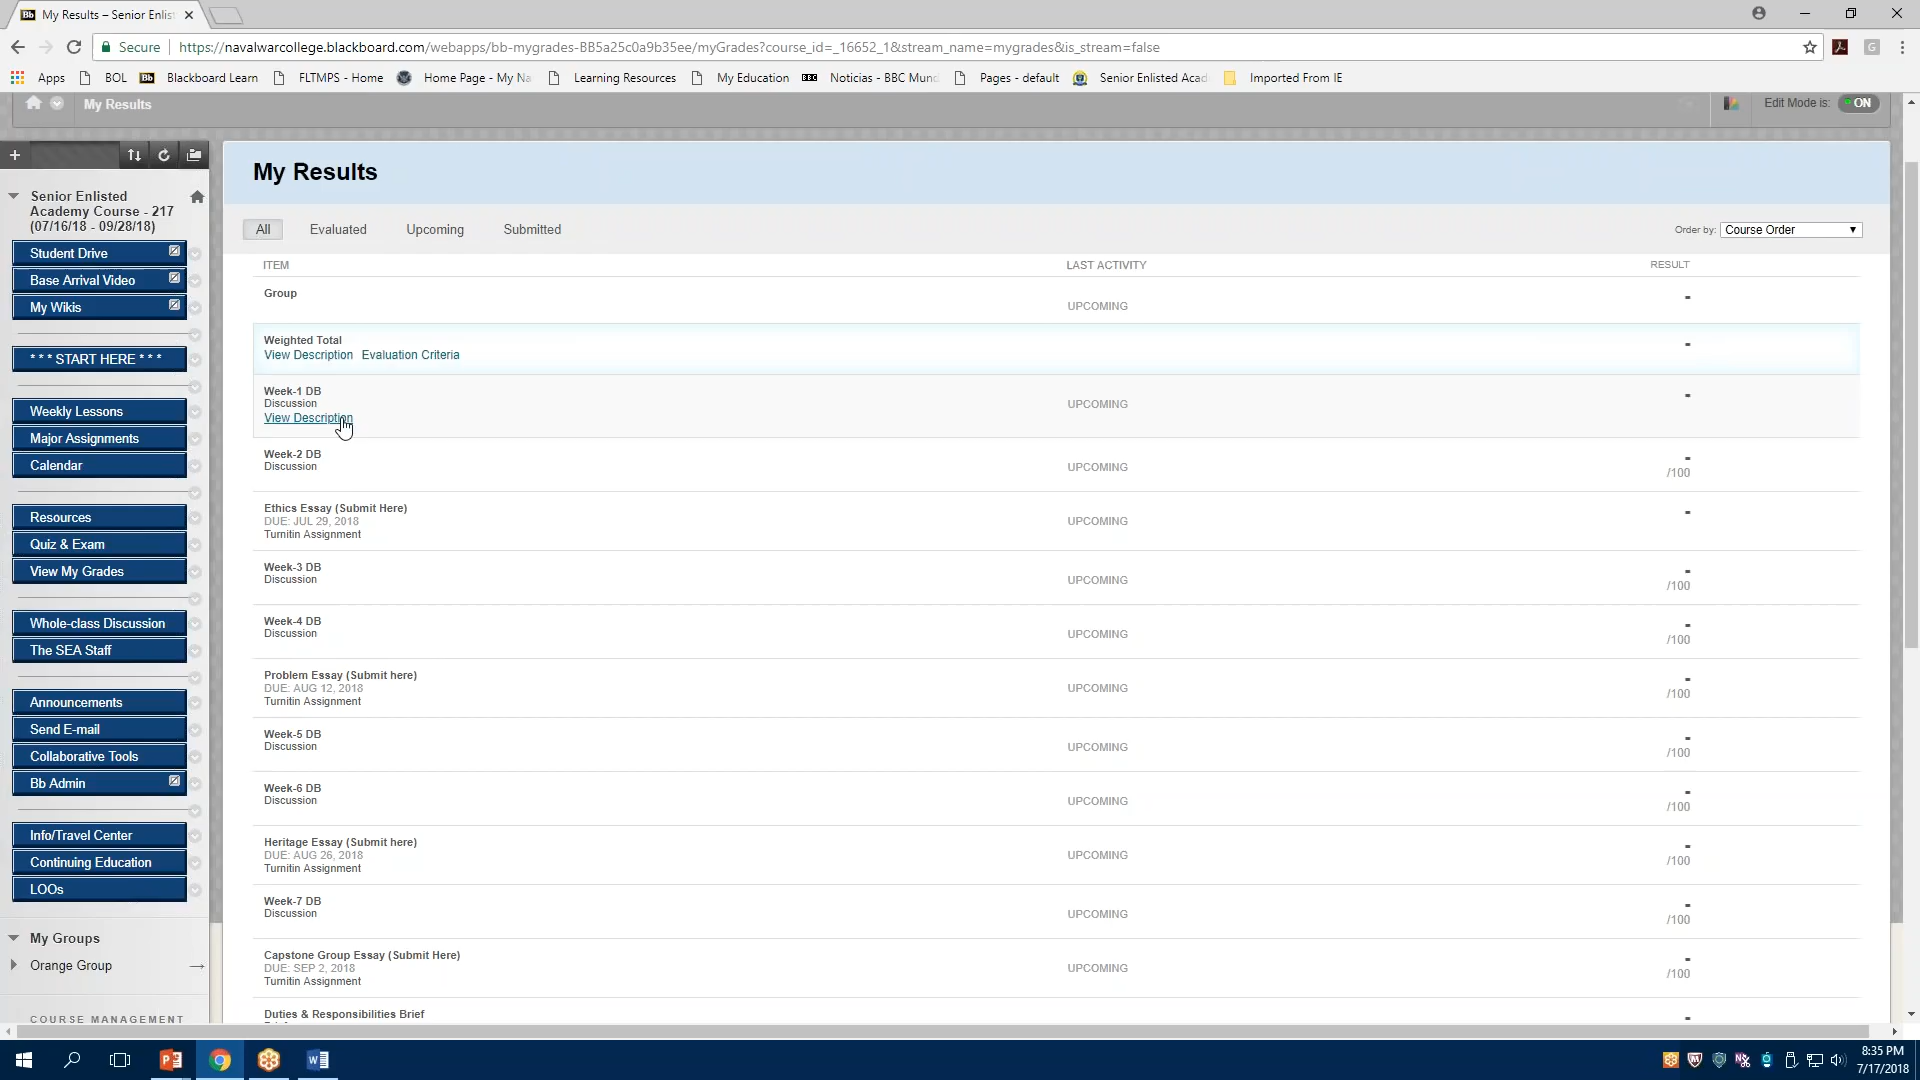 My Results – Senior Enlist
Secure https://navalwarcollege.blackboard.com/webapps/bb-mygrades-BB5a25c0a9b35ee/myGrades?course_id=_16652_1&stream_name=mygrades&is_stream=false
Apps BOL Bb Blackboard Learn FLTMPS - Home Home Page - My Na Learning Resources My Education BBC Noticias - BBC Mund Pages - default Senior Enlisted Acad Imported From IE
My Results Edit Mode is: ON
Senior Enlisted
Academy Course - 217
(07/16/18 - 09/28/18)
Student Drive
Base Arrival Video
My Wikis
* * * START HERE * * *
Weekly Lessons
Major Assignments
Calendar
Resources
Quiz & Exam
View My Grades
Whole-class Discussion
The SEA Staff
Announcements
Send E-mail
Collaborative Tools
Bb Admin
Info/Travel Center
Continuing Education
LOOs
My Groups
Orange Group
COURSE MANAGEMENT
My Results
All Evaluated Upcoming Submitted Order by: Course Order
ITEM LAST ACTIVITY RESULT
Group
UPCOMING -
Weighted Total
View Description Evaluation Criteria -
Week-1 DB
Discussion
View Description
UPCOMING -
Week-2 DB
Discussion
UPCOMING -
/100
Ethics Essay (Submit Here)
DUE: JUL 29, 2018
Turnitin Assignment
UPCOMING -
Week-3 DB
Discussion
UPCOMING -
/100
Week-4 DB
Discussion
UPCOMING -
/100
Problem Essay (Submit here)
DUE: AUG 12, 2018
Turnitin Assignment
UPCOMING -
/100
Week-5 DB
Discussion
UPCOMING -
/100
Week-6 DB
Discussion
UPCOMING -
/100
Heritage Essay (Submit here)
DUE: AUG 26, 2018
Turnitin Assignment
UPCOMING -
/100
Week-7 DB
Discussion
UPCOMING -
/100
Capstone Group Essay (Submit Here)
DUE: SEP 2, 2018
Turnitin Assignment
UPCOMING -
/100
Duties & Responsibilities Brief
-
8:35 PM
7/17/2018